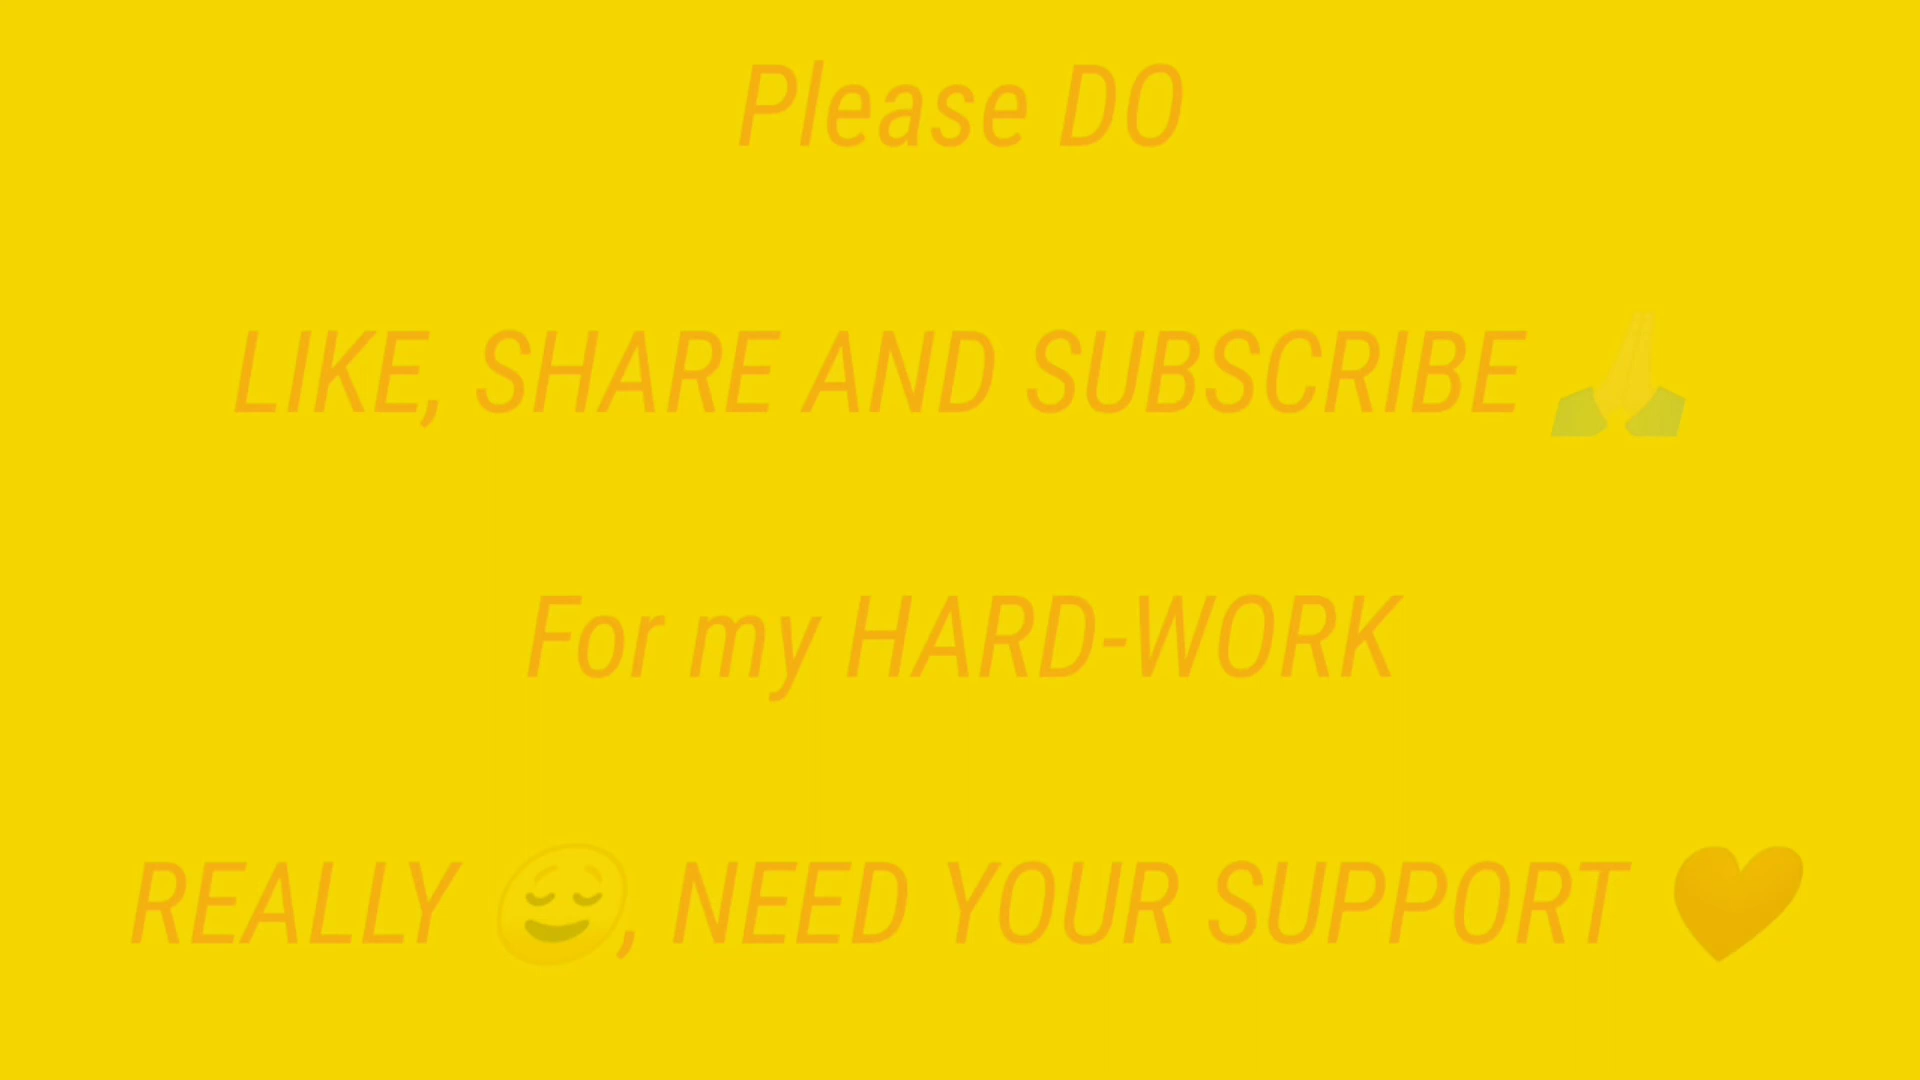 Please DO
LIKE, SHARE AND SUBSCRIBE 🙏
For my HARD-WORK
REALLY 😌, NEED YOUR SUPPORT ❤️